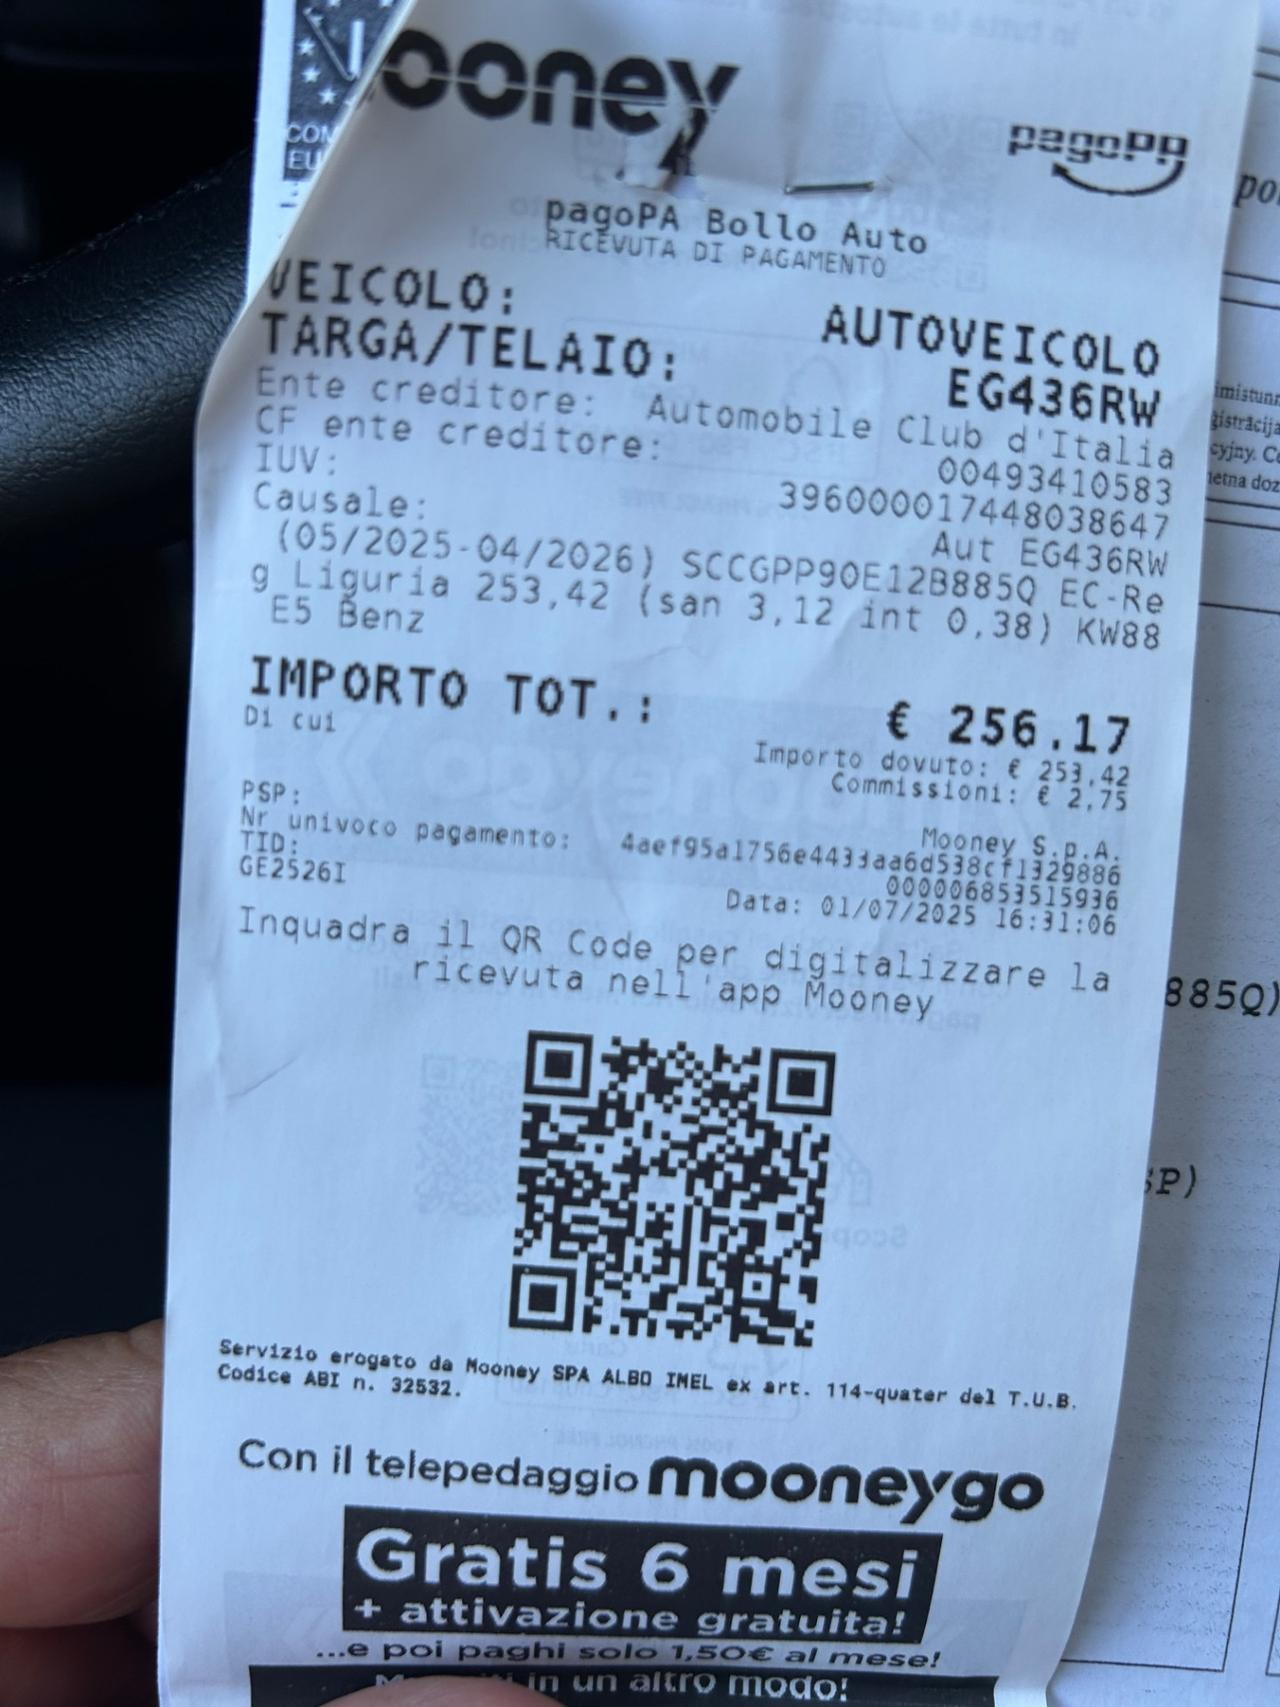 mooney
pagoPA
pagoPA Bollo Auto
RICEVUTA DI PAGAMENTO
VEICOLO: AUTOVEICOLO
TARGA/TELAIO: EG436RW
Ente creditore: Automobile Club d'Italia
CF ente creditore: 00493410583
IUV: 39600001744803864​7
Causale: Aut EG436RW
(05/2025-04/2026) SCCGPP90E12B885Q EC-Re
g Liguria 253,42 (san 3,12 int 0,38) KW88
E5 Benz
IMPORTO TOT.: € 256.17
Di cui
Importo dovuto: € 253,42
Commissioni: € 2,75
PSP: Mooney S.p.A.
Nr univoco pagamento: 4aef95a1756e4433aa6d538cf1329886
TID: 000006853515936
GE2526I Data: 01/07/2025 16:31:06
Inquadra il QR Code per digitalizzare la
ricevuta nell'app Mooney
Servizio erogato da Mooney SPA ALBO IMEL ex art. 114-quater del T.U.B.
Codice ABI n. 32532.
Con il telepedaggio mooneygo
Gratis 6 mesi
+ attivazione gratuita!
...e poi paghi solo 1,50€ al mese!
in un altro modo!
885Q)